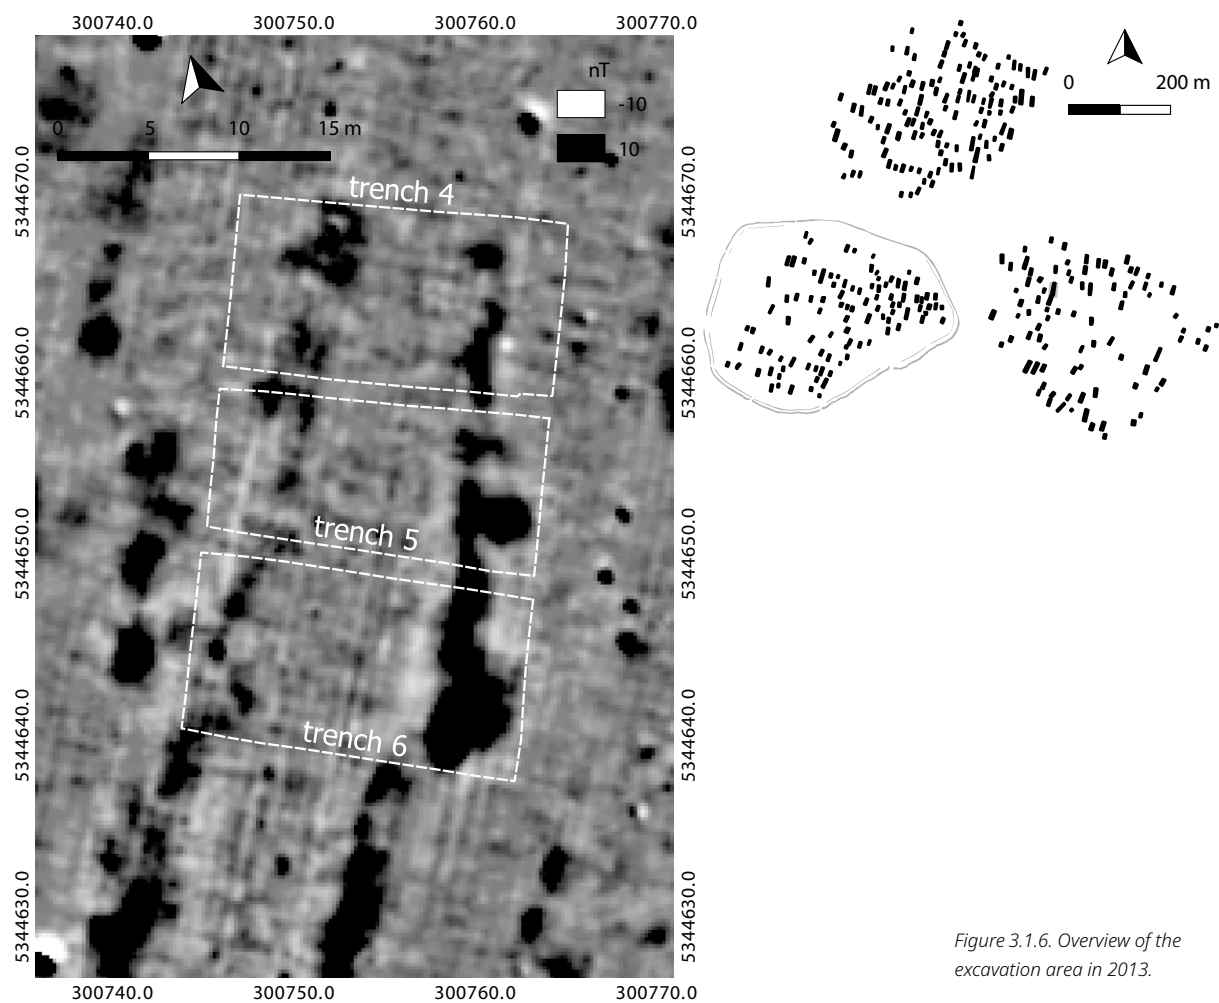 300740.0 300750.0 300760.0 300770.0
nT
-10
10
0 5 10 15 m
0 200 m
5344670.0 5344670.0
trench 4
5344660.0 5344660.0
trench 5
5344650.0 5344650.0
trench 6
5344640.0 5344640.0
5344630.0 5344630.0
300740.0 300750.0 300760.0 300770.0
Figure 3.1.6. Overview of the
excavation area in 2013.